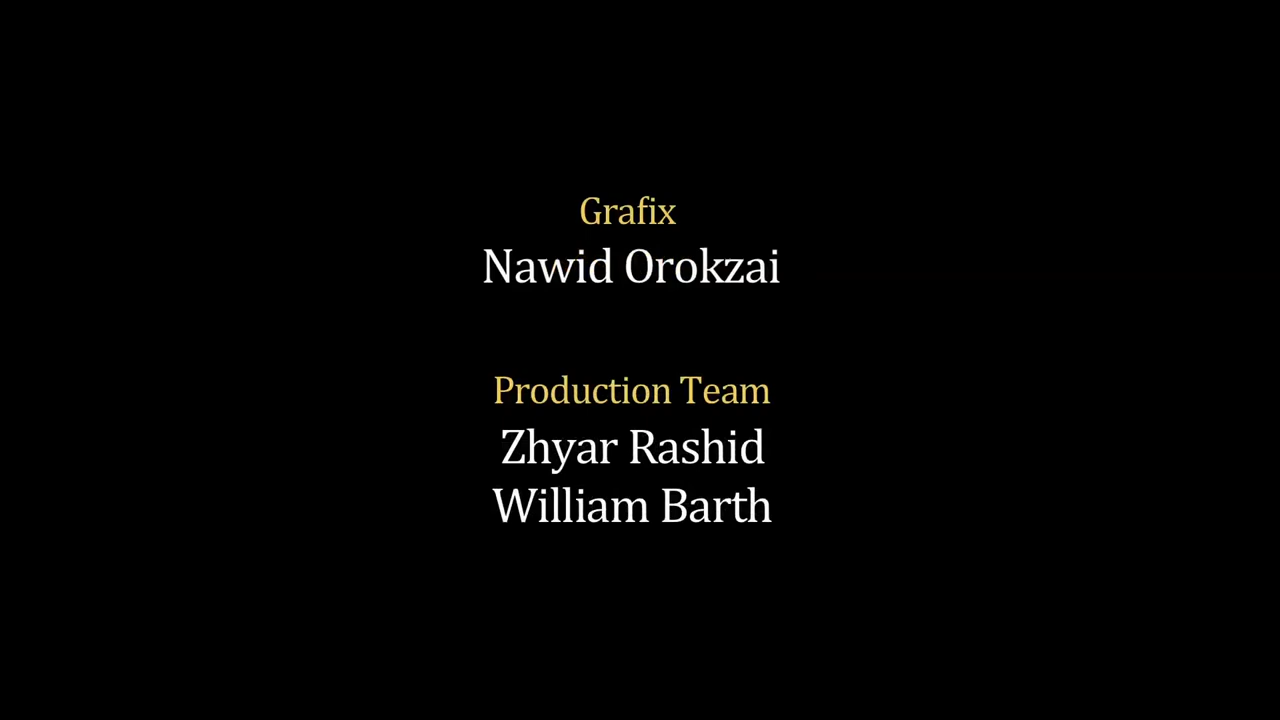 Grafix
Nawid Orokzai
Production Team
Zhyar Rashid
William Barth